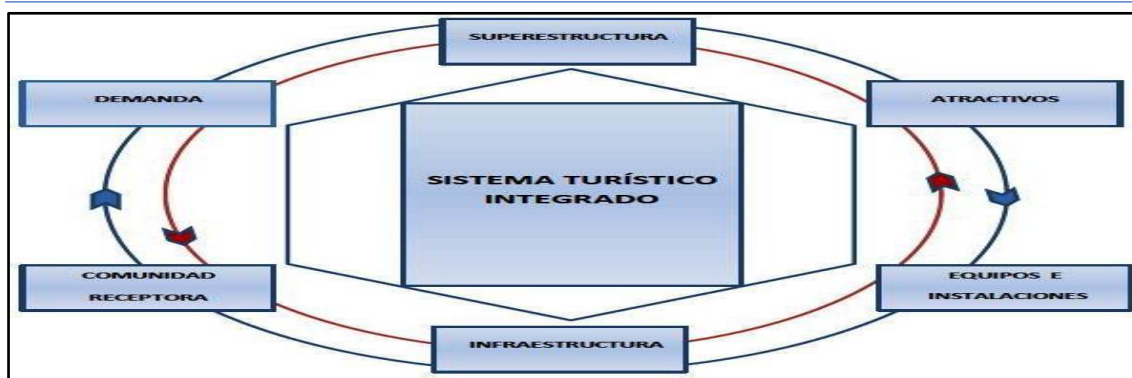 SUPERESTRUCTURA
DEMANDA
ATRACTIVOS
SISTEMA TURÍSTICO
INTEGRADO
COMUNIDAD
RECEPTORA
EQUIPOS E
INSTALACIONES
INFRAESTRUCTURA